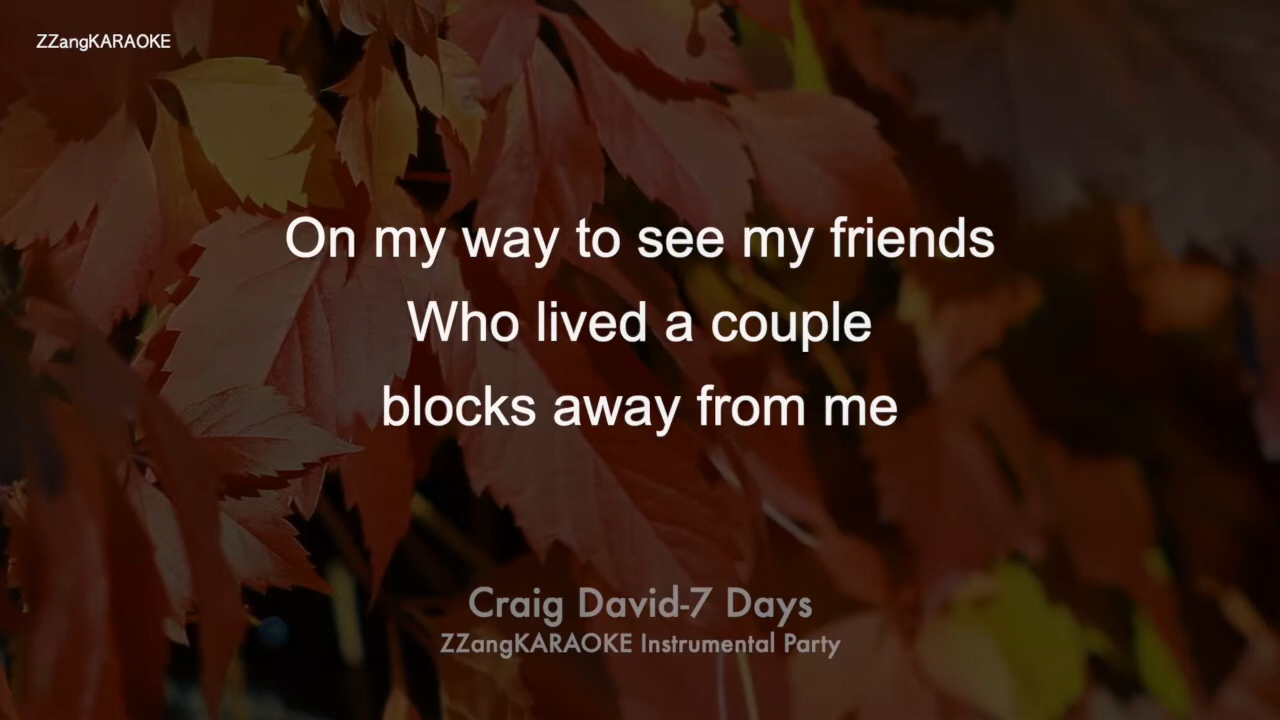 ZZangKARAOKE
On my way to see my friends
Who lived a couple
blocks away from me
Craig David-7 Days
ZZangKARAOKE Instrumental Party